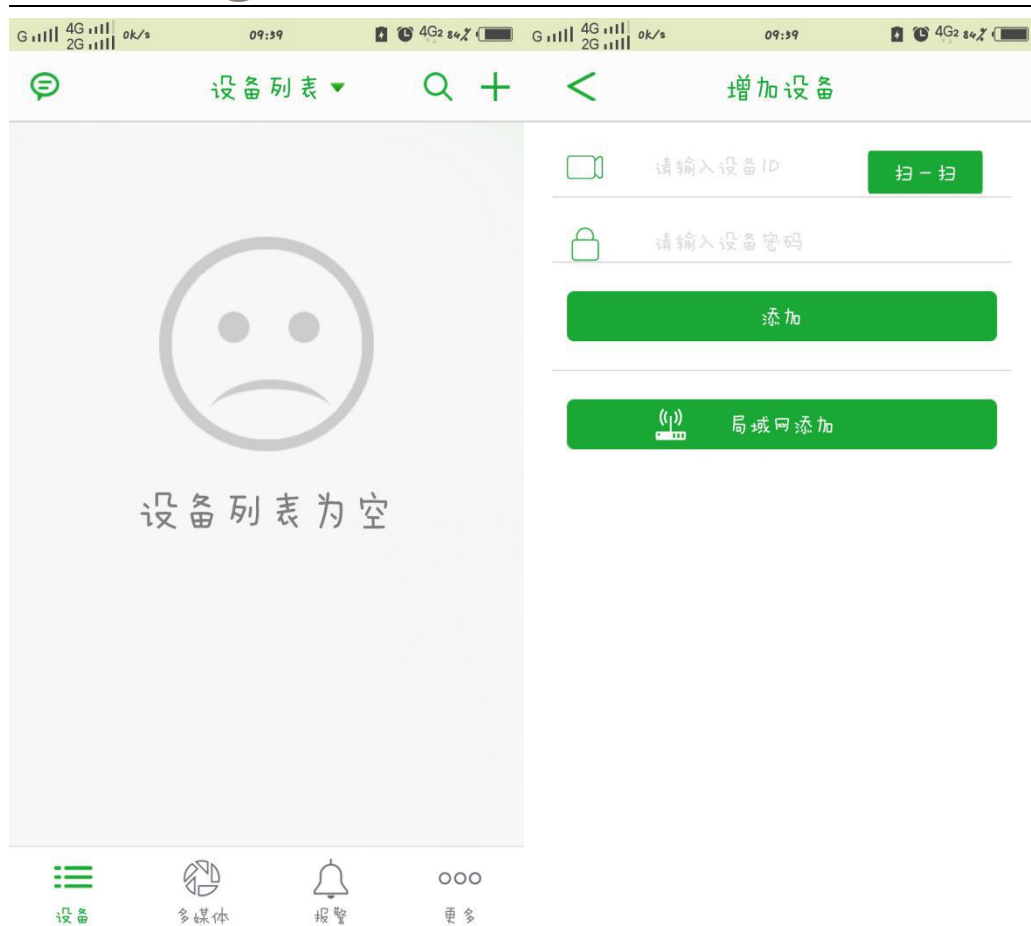 G 4G 2G 0k/s 09:39 4G2 84%
设备列表
设备列表为空
设备
多媒体
报警
更多
G 4G 2G 0k/s 09:39 4G2 84%
增加设备
请输入设备ID
扫一扫
请输入设备密码
添加
局域网添加